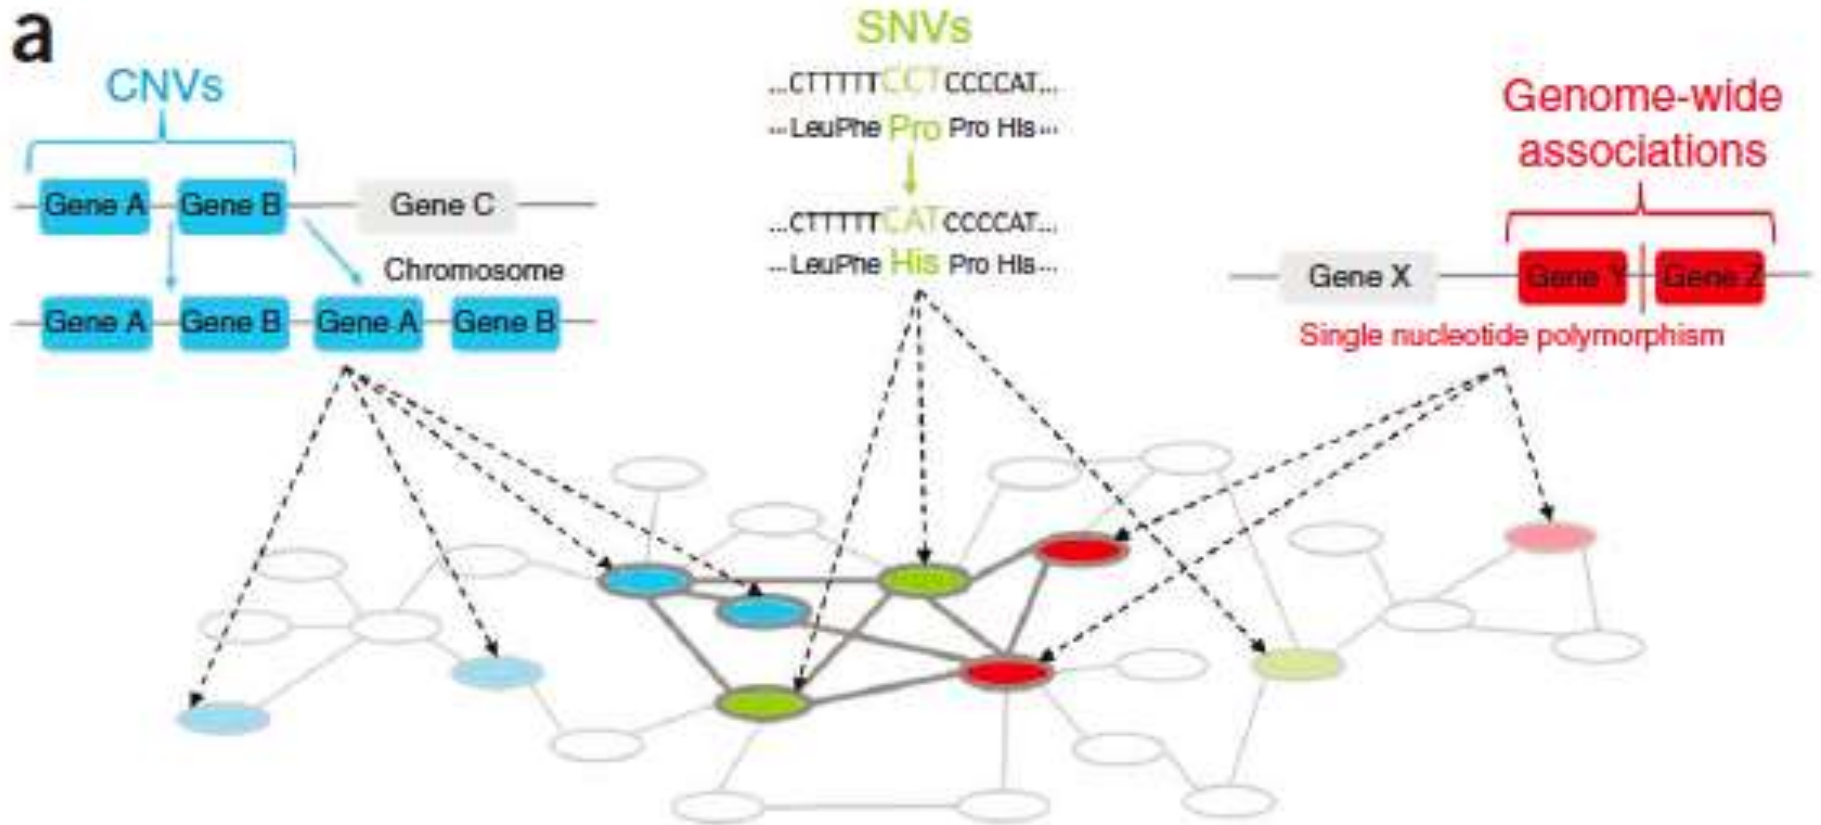 a
CNVs
Gene A Gene B Gene C
Chromosome
Gene A Gene B Gene A Gene B
SNVs
...CTTTTTCCTCCCCAT...
...LeuPhe Pro Pro His...
...CTTTTTCATCCCCAT...
...LeuPhe His Pro His...
Genome-wide
associations
Gene X Gene Y Gene Z
Single nucleotide polymorphism